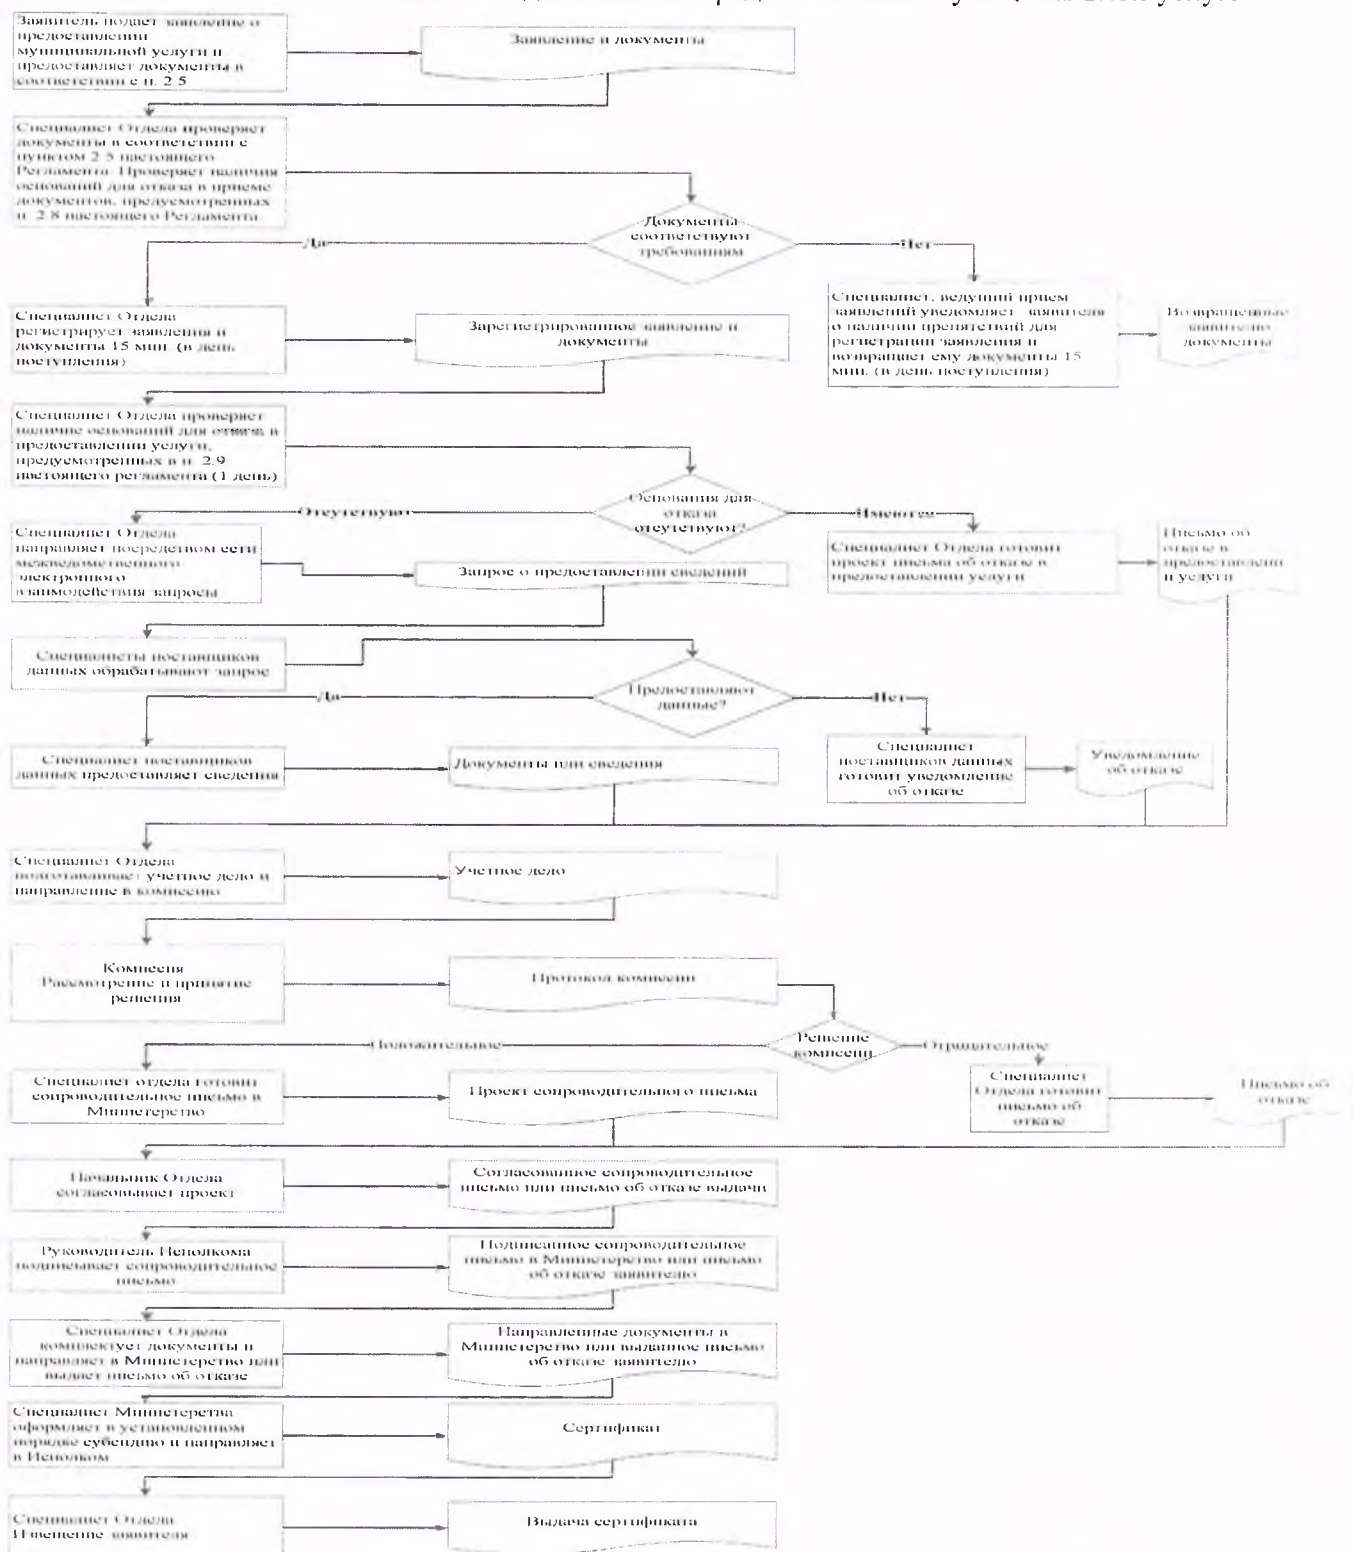 Заявитель подает заявление о
предоставлении
муниципальной услуги и
предоставляет документы в
соответствии с п. 2 5
Заявление и документы
Специалист Отдела проверяет
документы в соответствии с
пунктом 2 5 настоящего
Регламента. Проверяет наличия
оснований для отказа в приеме
документов, предусмотренных
п. 2 8 настоящего Регламента
Документы
соответствуют
требованиям
Да
Нет
Специалист Отдела
регистрирует заявления и
документы 15 мин. (в день
поступления)
Зарегистрированное заявление и
документы
Специалист, ведущий прием
заявлений уведомляет заявителя
о наличии препятствий для
регистрации заявления и
возвращает ему документы 15
мин. (в день поступления)
Возвращенные
заявителю
документы
Специалист Отдела проверяет
наличие оснований для отказа в
предоставлении услуги,
предусмотренных в п. 2.9
настоящего регламента (1 день)
Основания для
отказа
отсутствуют?
Отсутствуют
Имеются
Специалист Отдела
направляет посредством сети
межведомственного
электронного
взаимодействия запросы
Запрос о предоставлении сведений
Специалист Отдела готовит
проект письма об отказе в
предоставлении услуги
Письмо об
отказе в
предоставлени
и услуги
Специалисты поставщиков
данных обрабатывают запрос
Предоставляют
данные?
Да
Нет
Специалист поставщиков
данных предоставляет сведения
Документы или сведения
Специалист
поставщиков данных
готовит уведомление
об отказе
Уведомление
об отказе
Специалист Отдела
подготавливает учетное дело и
направление в комиссию
Учетное дело
Комиссия
Рассмотрение и принятие
решения
Протокол комиссии
Решение
комиссии
Положительное
Отрицательное
Специалист отдела готовит
сопроводительное письмо в
Министерство
Проект сопроводительного письма
Специалист
Отдела готовит
письмо об
отказе
Письмо об
отказе
Начальник Отдела
согласовывает проект
Согласованное сопроводительное
письмо или письмо об отказе выдачи
Руководитель Исполкома
подписывает сопроводительное
письмо
Подписанное сопроводительное
письмо в Министерство или письмо
об отказе заявителю
Специалист Отдела
комплектует документы и
направляет в Министерство или
выдает письмо об отказе
Направленные документы в
Министерство или выданное письмо
об отказе заявителю
Специалист Министерства
оформляет в установленном
порядке субсидию и направляет
в Исполком
Сертификат
Специалист Отдела
Извещение заявителя
Выдача сертификата